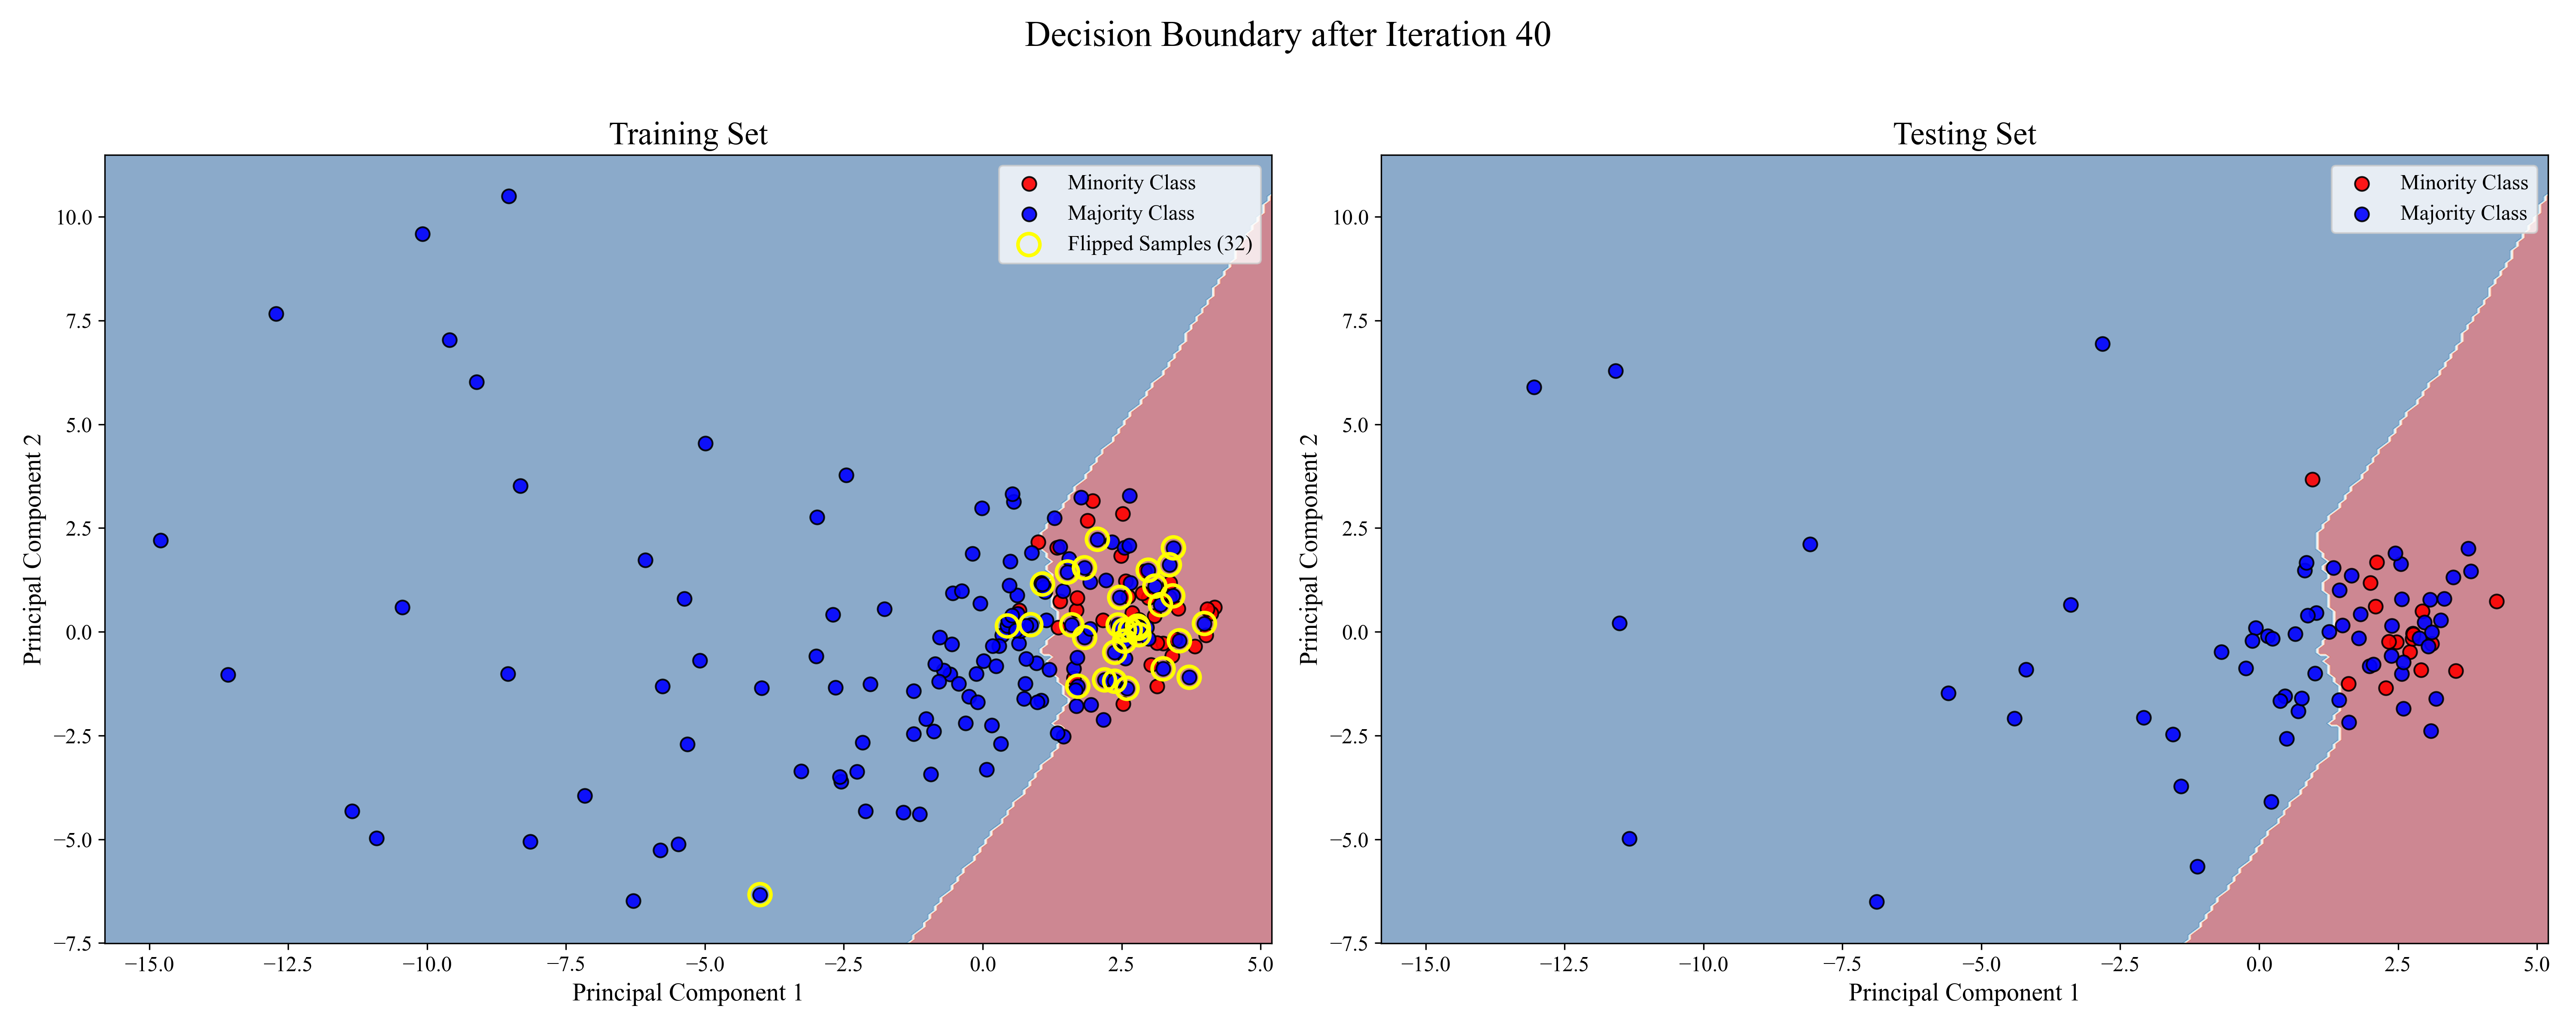 Decision Boundary after Iteration 40
Training Set
Minority Class
Majority Class
Flipped Samples (32)
10.0
7.5
5.0
2.5
0.0
−2.5
−5.0
−7.5
Principal Component 2
−15.0
−12.5
−10.0
−7.5
−5.0
−2.5
0.0
2.5
5.0
Principal Component 1
Testing Set
Minority Class
Majority Class
10.0
7.5
5.0
2.5
0.0
−2.5
−5.0
−7.5
Principal Component 2
−15.0
−12.5
−10.0
−7.5
−5.0
−2.5
0.0
2.5
5.0
Principal Component 1